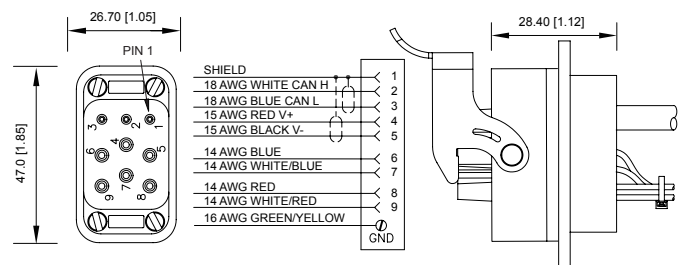 26.70 [1.05]
28.40 [1.12]
47.0 [1.85]
PIN 1
3 2 1
4
6 5
7
9 8
SHIELD 1
18 AWG WHITE CAN H 2
18 AWG BLUE CAN L 3
15 AWG RED V+ 4
15 AWG BLACK V- 5
14 AWG BLUE 6
14 AWG WHITE/BLUE 7
14 AWG RED 8
14 AWG WHITE/RED 9
16 AWG GREEN/YELLOW
GND